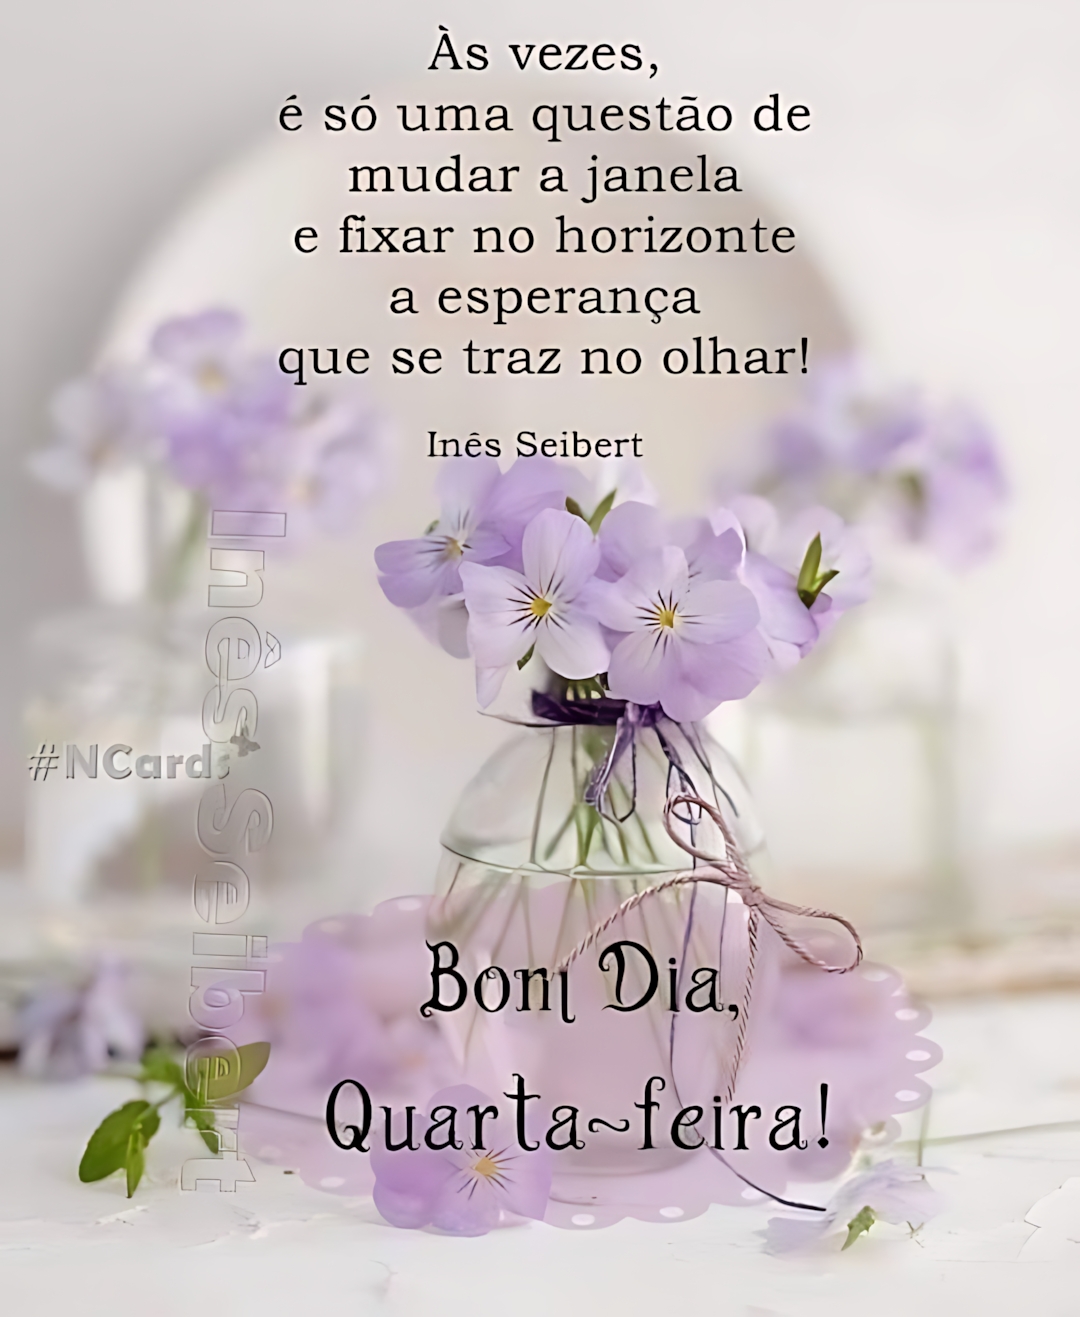 Às vezes,
é só uma questão de
mudar a janela
e fixar no horizonte
a esperança
que se traz no olhar!
Inês Seibert
Inês Seibert
#NCards
Bom Dia,
Quarta~feira!